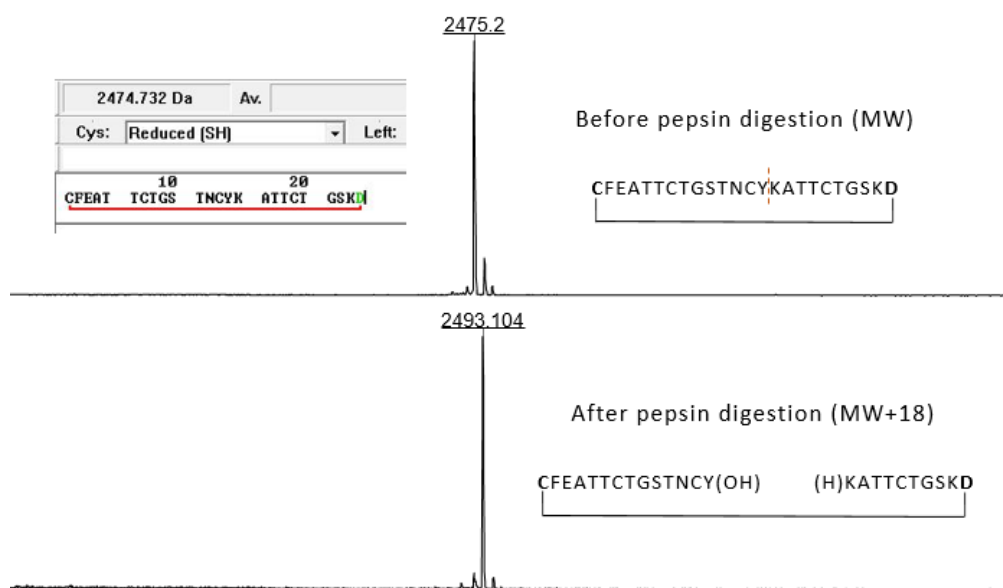 2475.2
2474.732 Da Av.
Cys: Reduced (SH) Left:
10 20
CFEAT TCTGS TNCYK ATTCT GSKD
Before pepsin digestion (MW)
CFEATTCTGSTNCYKATTCTGSKD
2493.104
After pepsin digestion (MW+18)
CFEATTCTGSTNCY(OH) (H)KATTCTGSKD